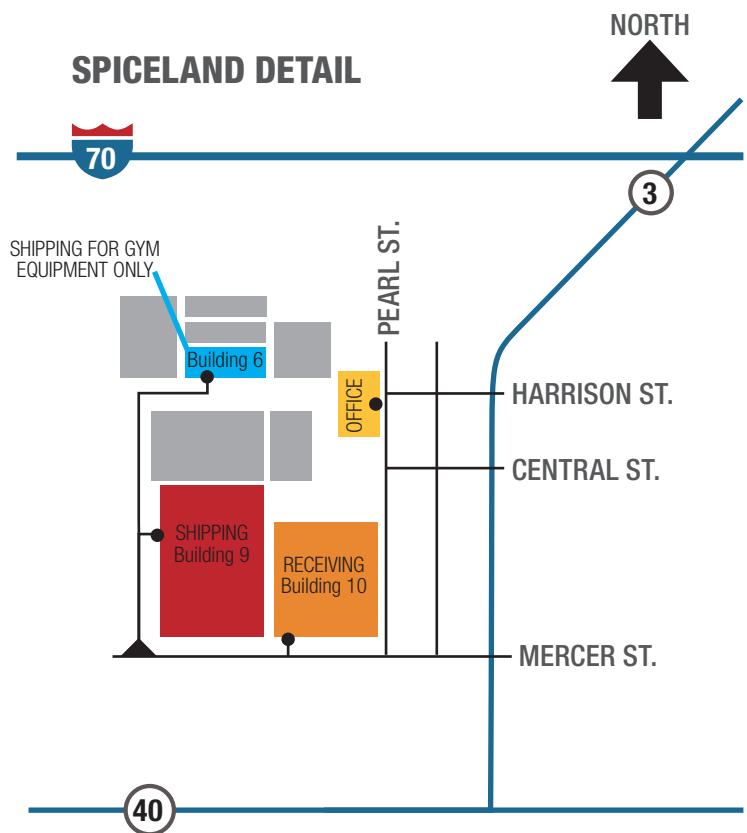 NORTH
SPICELAND DETAIL
70
3
SHIPPING FOR GYM
EQUIPMENT ONLY
PEARL ST.
Building 6
OFFICE
HARRISON ST.
CENTRAL ST.
SHIPPING
Building 9
RECEIVING
Building 10
MERCER ST.
40